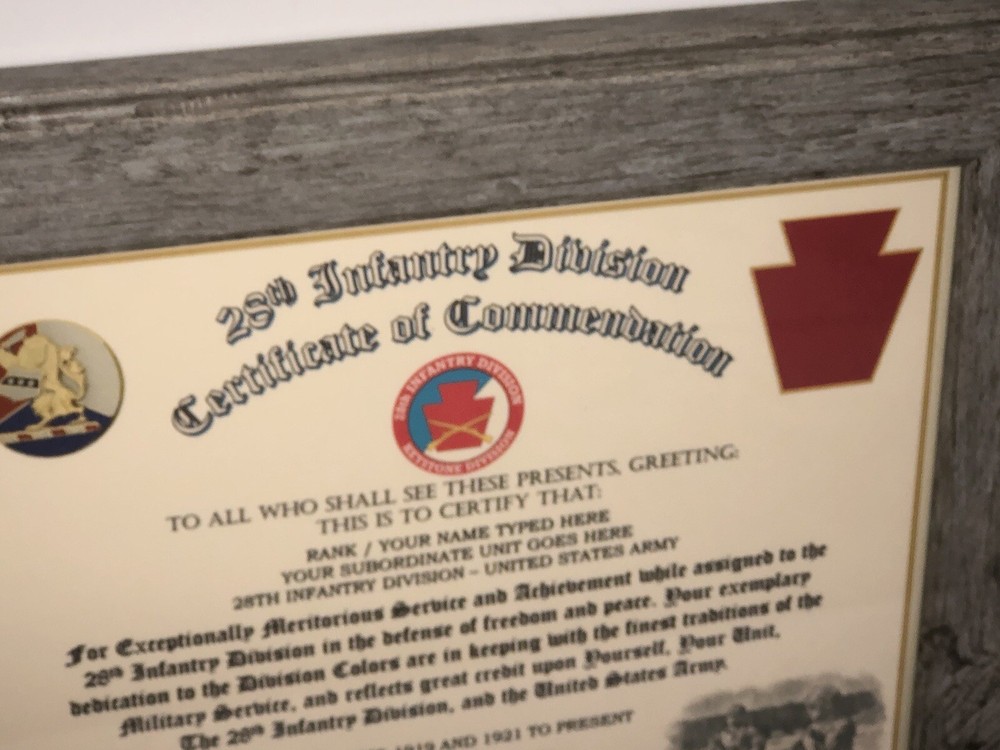 28th Infantry Division
Certificate of Commendation
28th INFANTRY DIVISION
KEYSTONE DIVISION
TO ALL WHO SHALL SEE THESE PRESENTS, GREETING:
THIS IS TO CERTIFY THAT:
RANK / YOUR NAME TYPED HERE
YOUR SUBORDINATE UNIT GOES HERE
28TH INFANTRY DIVISION – UNITED STATES ARMY
For Exceptionally Meritorious Service and Achievement while assigned to the
28th Infantry Division in the defense of freedom and peace. Your exemplary
dedication to the Division Colors are in keeping with the finest traditions of the
Military Service, and reflects great credit upon Yourself, Your Unit,
The 28th Infantry Division, and the United States Army.
1919 AND 1921 TO PRESENT